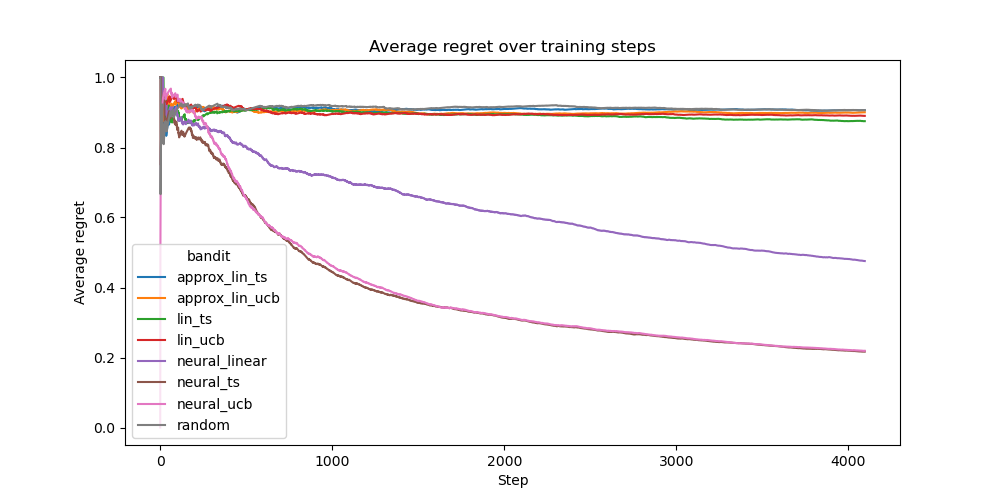 Average regret over training steps
Average regret
1.0
0.8
0.6
0.4
0.2
0.0
bandit
approx_lin_ts
approx_lin_ucb
lin_ts
lin_ucb
neural_linear
neural_ts
neural_ucb
random
0
1000
2000
3000
4000
Step